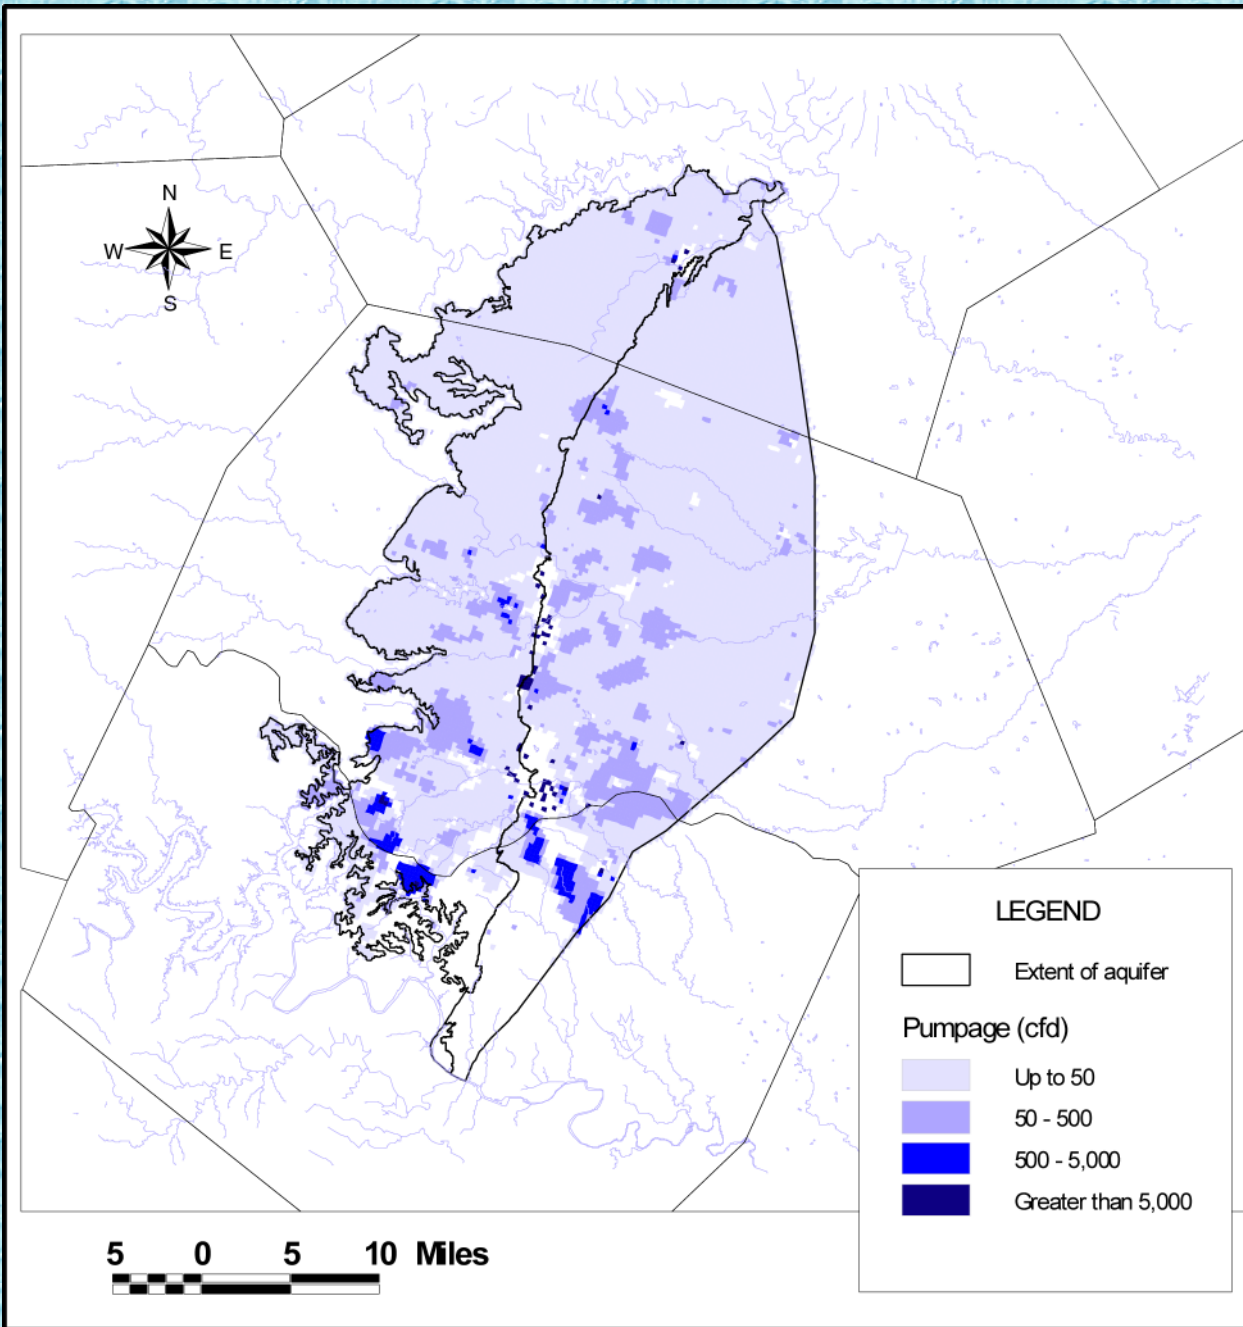 N
W E
S
LEGEND
Extent of aquifer
Pumpage (cfd)
Up to 50
50 - 500
500 - 5,000
Greater than 5,000
5 0 5 10 Miles